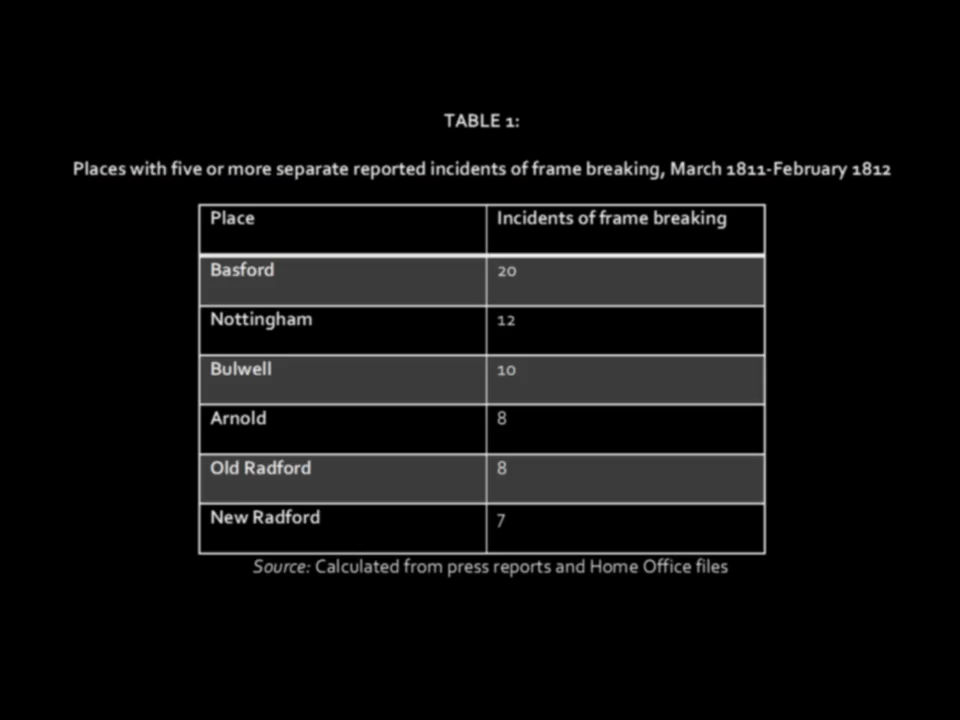 TABLE 1:
Places with five or more separate reported incidents of frame breaking, March 1811-February 1812
Place Incidents of frame breaking
Basford 20
Nottingham 12
Bulwell 10
Arnold 8
Old Radford 8
New Radford 7
Source: Calculated from press reports and Home Office files